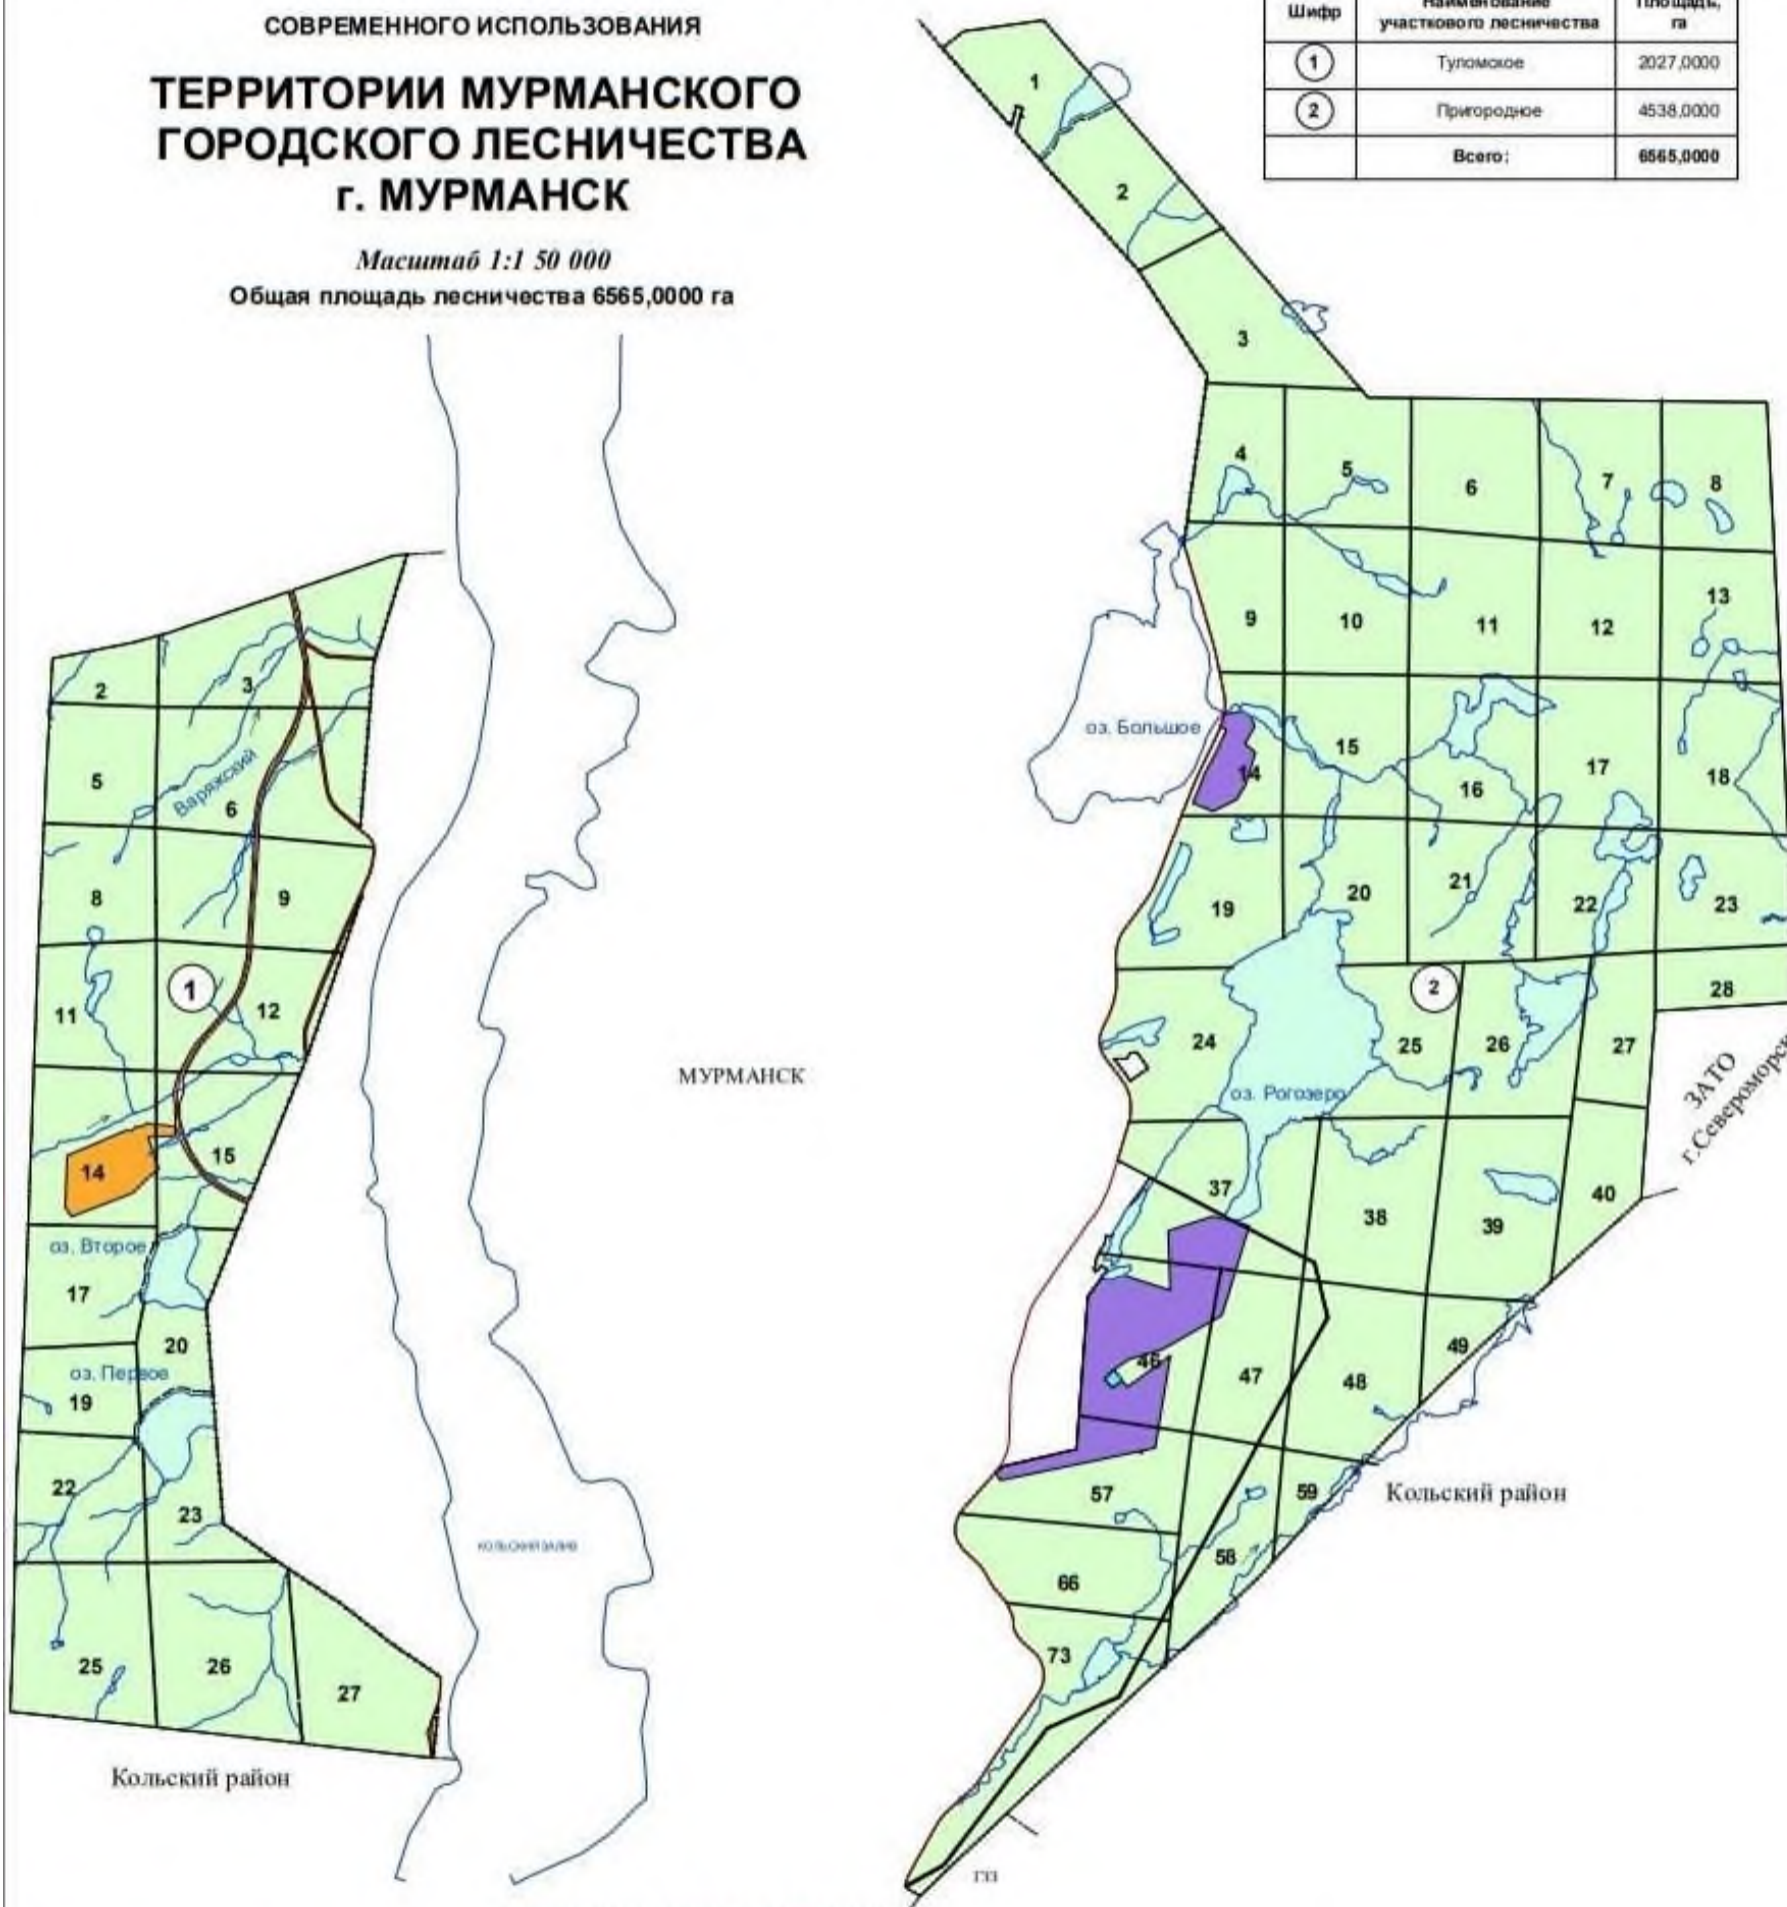 СОВРЕМЕННОГО ИСПОЛЬЗОВАНИЯ
ТЕРРИТОРИИ МУРМАНСКОГО
ГОРОДСКОГО ЛЕСНИЧЕСТВА
г. МУРМАНСК
Масштаб 1:1 50 000
Общая площадь лесничества 6565,0000 га
Шифр
Наименование
участкового лесничества
Площадь,
га
1 Туломское 2027,0000
2 Пригородное 4538,0000
Всего: 6565,0000
2
3
5
Варяжский
6
8
9
11
1
12
14
15
оз. Второе
17
20
оз. Первое
19
22
23
25
26
27
Кольский район
МУРМАНСК
КОЛЬСКИЙ ЗАЛИВ
1
2
3
4
5
6
7
8
9
10
11
12
13
оз. Большое
14
15
16
17
18
19
20
21
22
23
24
2
25
26
27
28
оз. Рогозеро
ЗАТО
37
38
39
40
46
47
48
49
57
58
59
Кольский район
66
73